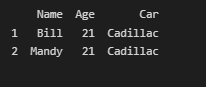 Name Age Car
1 Bill 21 Cadillac
2 Mandy 21 Cadillac